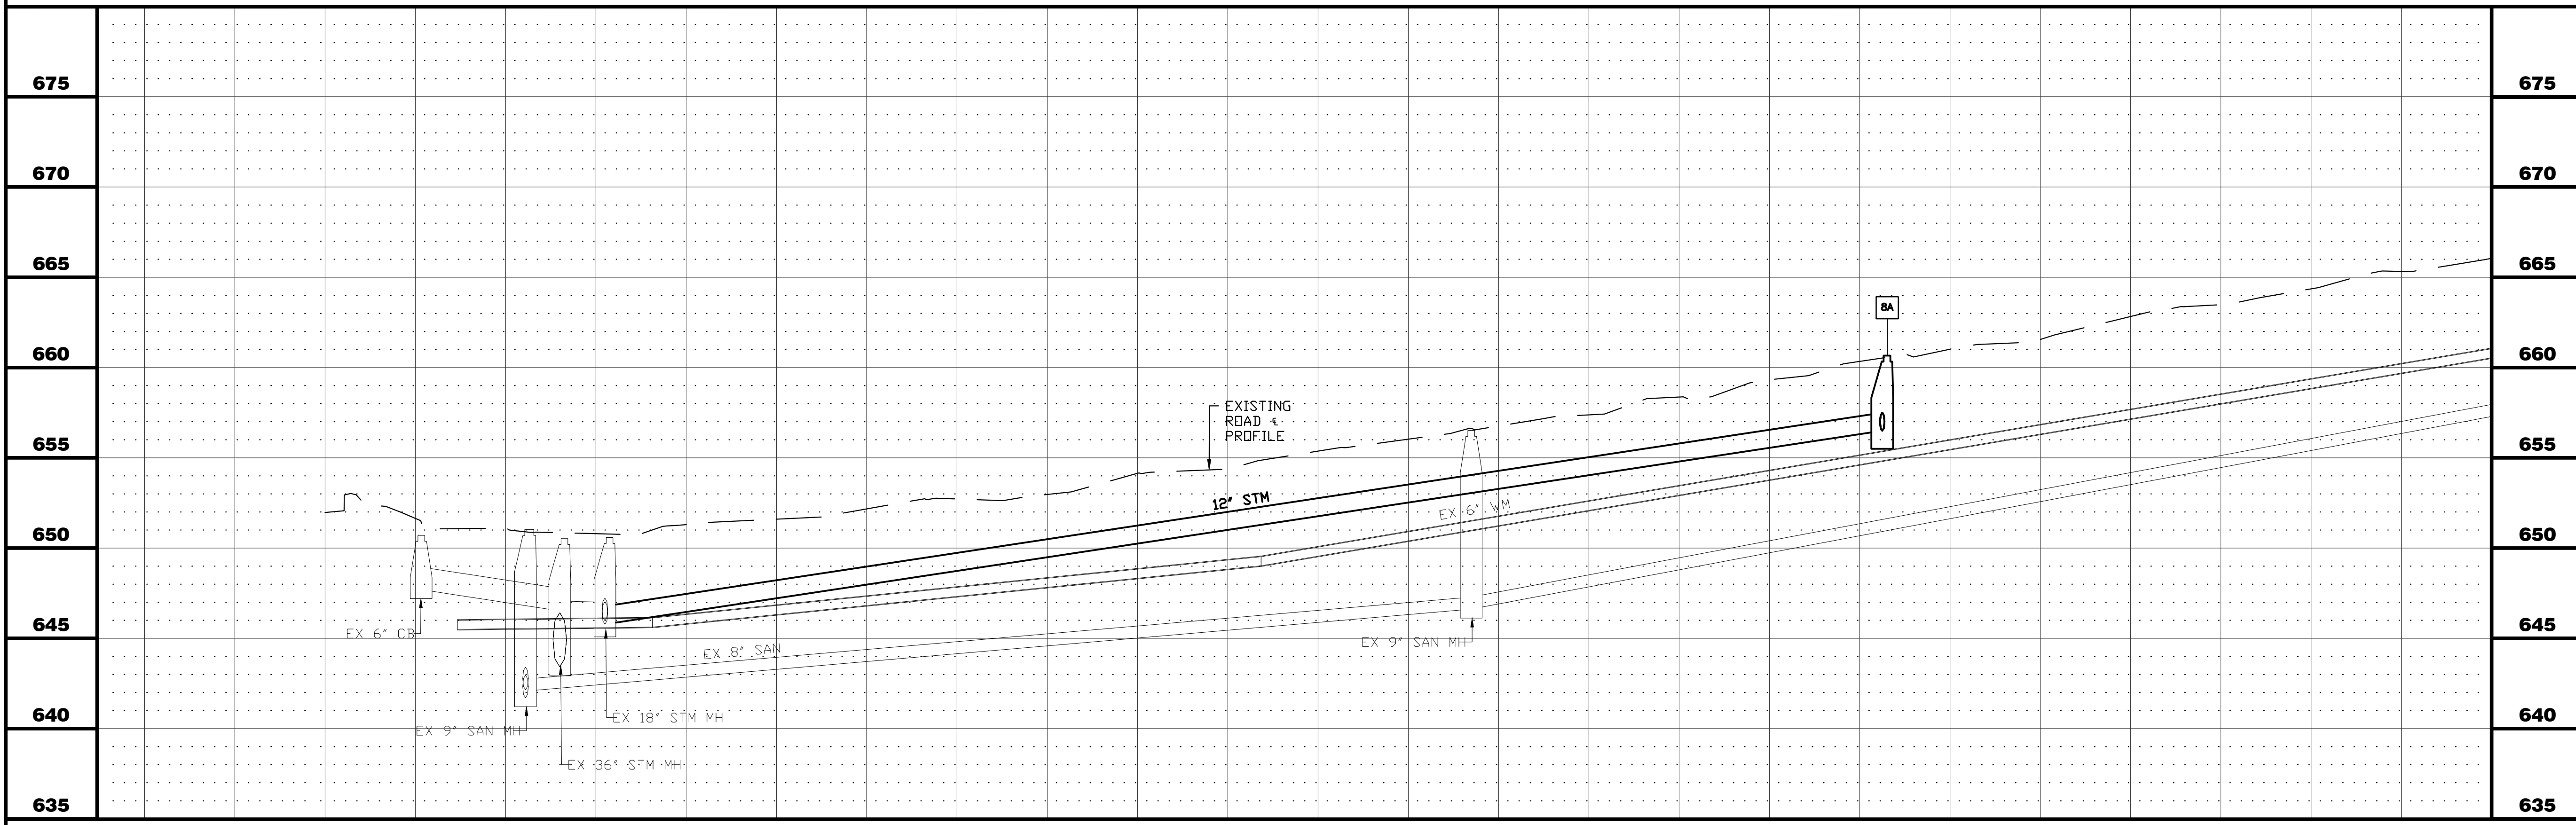 675
675
670
670
665
665
8A
660
660
EXISTING
ROAD ℄
PROFILE
655
655
12" STM
EX 6" WM
650
650
EX 6" CB
645
645
EX 8" SAN
EX 9" SAN MH
640
640
EX 18" STM MH
EX 9" SAN MH
EX 36" STM MH
635
635